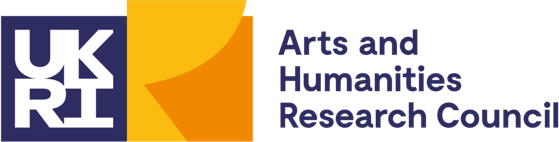 UK
RI
Arts and
Humanities
Research Council